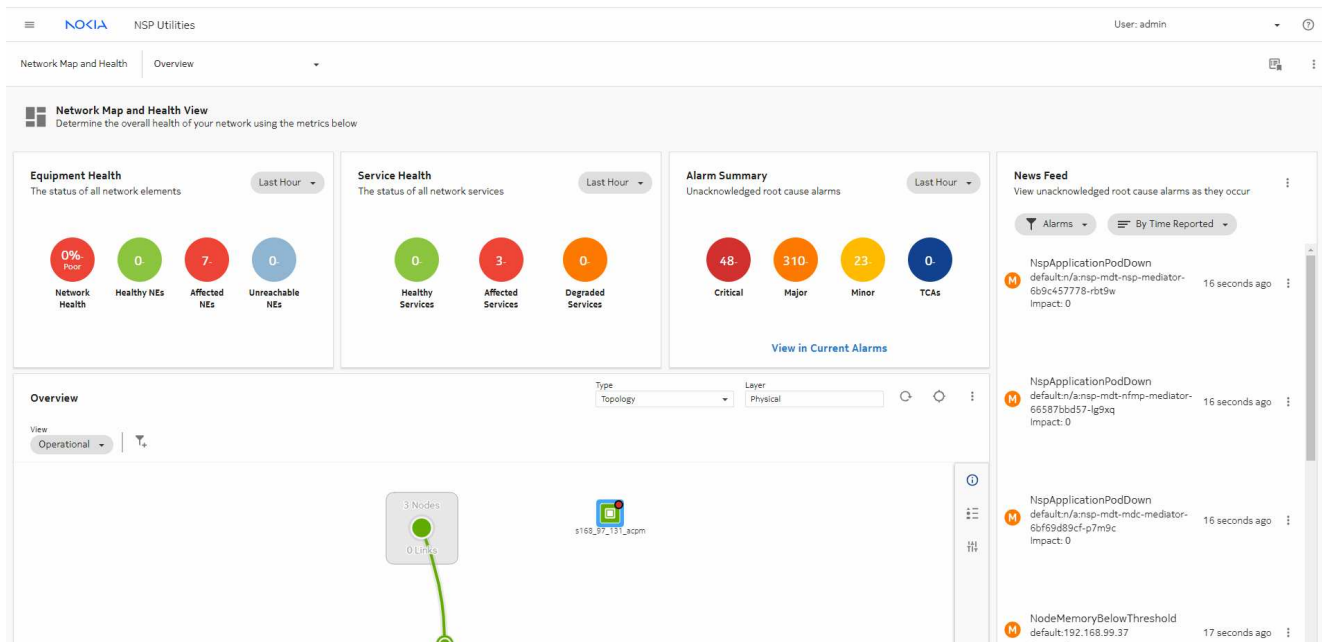 NOKIA NSP Utilities User: admin
Network Map and Health Overview
Network Map and Health View
Determine the overall health of your network using the metrics below
Equipment Health
The status of all network elements
Last Hour
0%-
Poor
Network
Health
0-
Healthy NEs
7-
Affected
NEs
0-
Unreachable
NEs
Service Health
The status of all network services
Last Hour
0-
Healthy
Services
3-
Affected
Services
0-
Degraded
Services
Alarm Summary
Unacknowledged root cause alarms
Last Hour
48-
Critical
310-
Major
23-
Minor
0-
TCAs
View in Current Alarms
News Feed
View unacknowledged root cause alarms as they occur
Alarms
By Time Reported
M
NspApplicationPodDown
default:n/a:nsp-mdt-nsp-mediator-
6b9c457778-rbt9w
Impact: 0
16 seconds ago
M
NspApplicationPodDown
default:n/a:nsp-mdt-nfmp-mediator-
66587bbd57-lg9xq
Impact: 0
16 seconds ago
M
NspApplicationPodDown
default:n/a:nsp-mdt-mdc-mediator-
6bf69d89cf-p7m9c
Impact: 0
16 seconds ago
M
NodeMemoryBelowThreshold
default:192.168.99.37
17 seconds ago
Overview
Type
Topology
Layer
Physical
View
Operational
3 Nodes
0 Links
s168_97_131_acpm